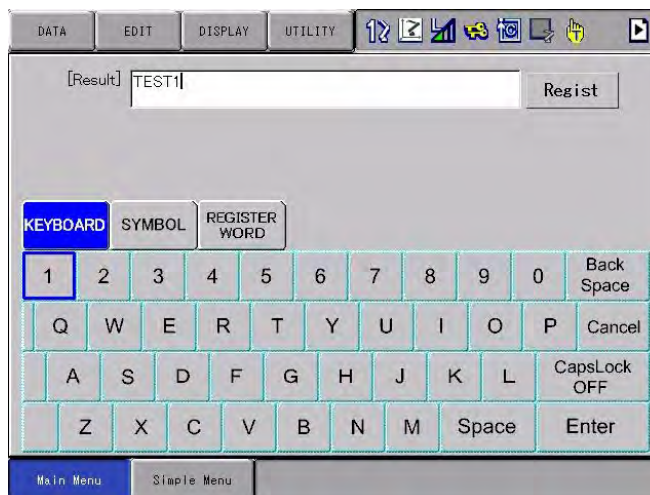 DATA EDIT DISPLAY UTILITY
[Result] TEST1 Regist
KEYBOARD SYMBOL REGISTER
WORD
1 2 3 4 5 6 7 8 9 0 Back
Space
Q W E R T Y U I O P Cancel
A S D F G H J K L CapsLock
OFF
Z X C V B N M Space Enter
Main Menu Simple Menu